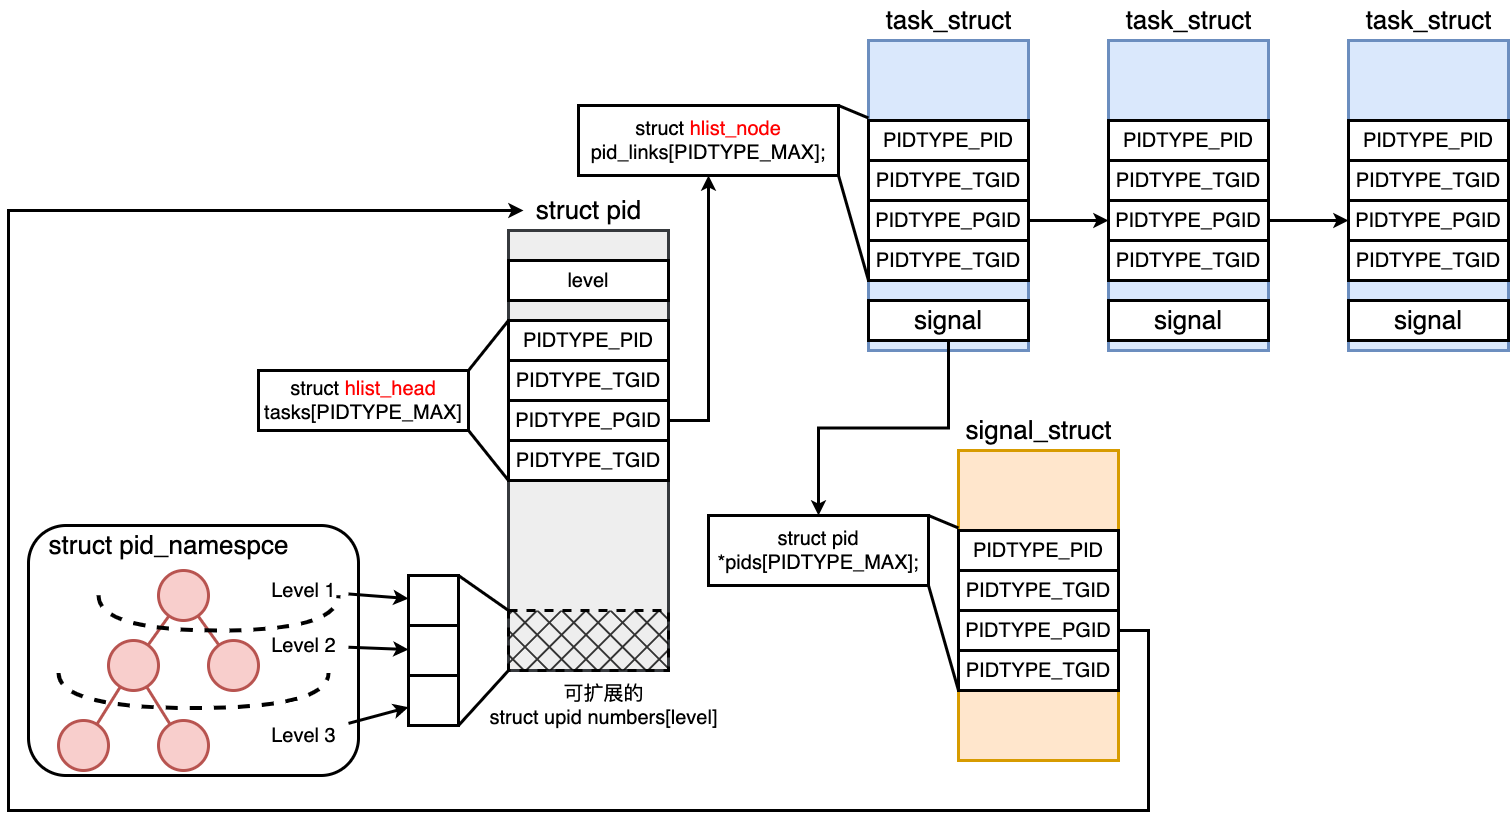 task_struct
task_struct
task_struct
struct hlist_node
pid_links[PIDTYPE_MAX];
PIDTYPE_PID
PIDTYPE_TGID
PIDTYPE_PGID
PIDTYPE_TGID
signal
PIDTYPE_PID
PIDTYPE_TGID
PIDTYPE_PGID
PIDTYPE_TGID
signal
PIDTYPE_PID
PIDTYPE_TGID
PIDTYPE_PGID
PIDTYPE_TGID
signal
struct pid
level
PIDTYPE_PID
PIDTYPE_TGID
PIDTYPE_PGID
PIDTYPE_TGID
struct hlist_head
tasks[PIDTYPE_MAX]
signal_struct
struct pid
*pids[PIDTYPE_MAX];
PIDTYPE_PID
PIDTYPE_TGID
PIDTYPE_PGID
PIDTYPE_TGID
struct pid_namespce
Level 1
Level 2
Level 3
可扩展的
struct upid numbers[level]